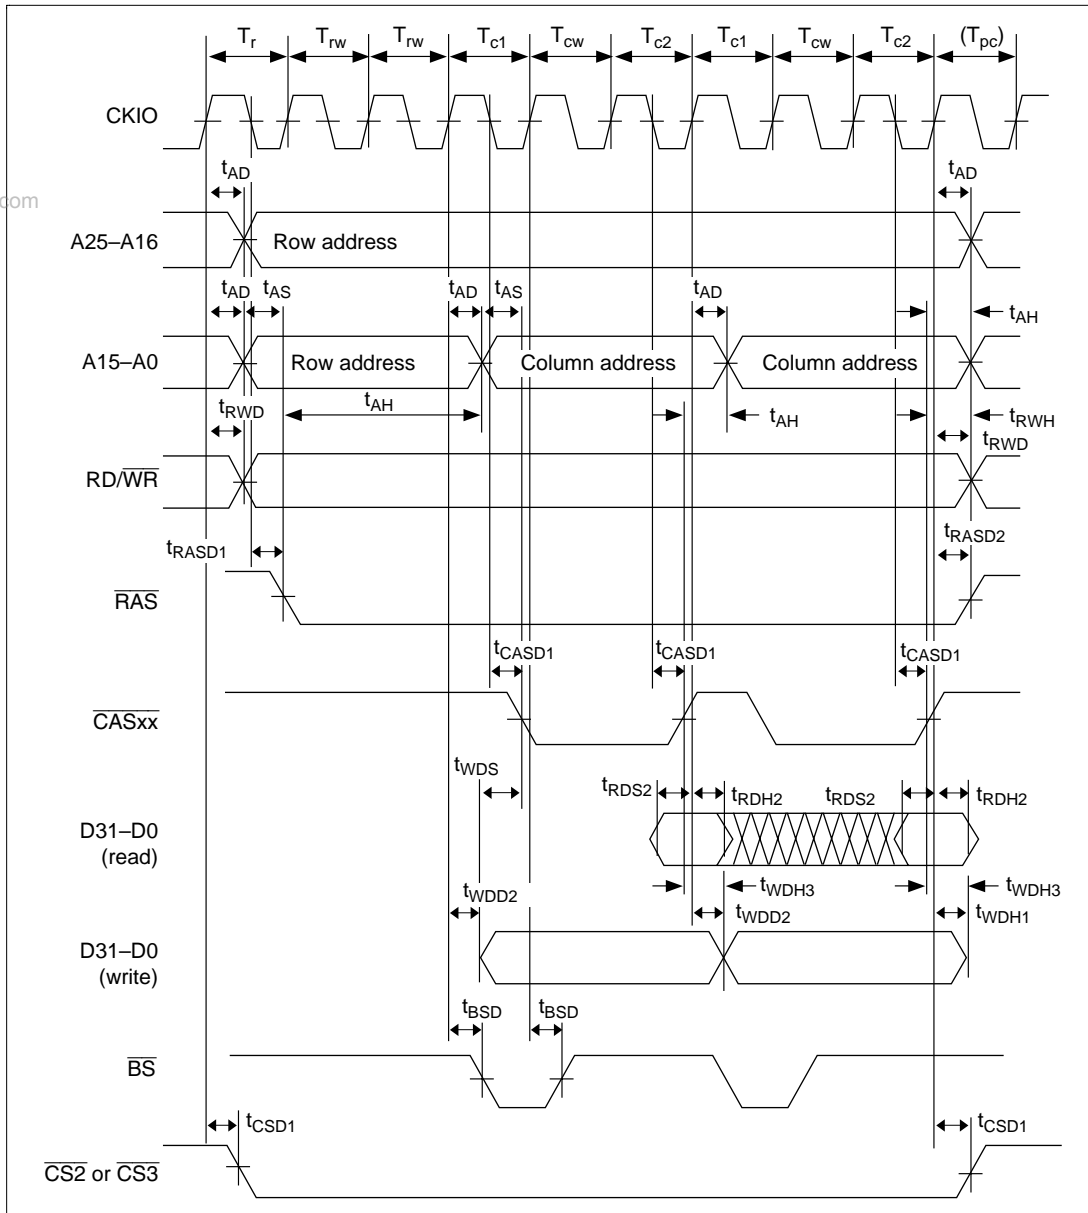 Tr Trw Trw Tc1 Tcw Tc2 Tc1 Tcw Tc2 (Tpc)
CKIO
tAD tAD
com
A25–A16 Row address
tAD tAS tAD tAS tAD tAH
A15–A0 Row address Column address Column address
tRWD tAH tAH tRWH
tRWD
RD/WR
tRASD1 tRASD2
RAS
tCASD1 tCASD1 tCASD1
CASxx
tWDS tRDS2 tRDH2 tRDS2 tRDH2
D31–D0
(read)
tWDH3 tWDH3
tWDD2 tWDD2 tWDH1
D31–D0
(write)
tBSD tBSD
BS
tCSD1 tCSD1
CS2 or CS3